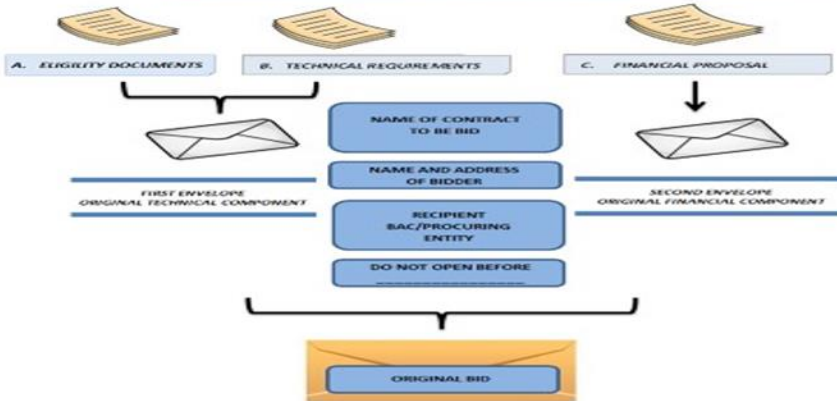 A. ELIGILITY DOCUMENTS
B. TECHNICAL REQUIREMENTS
C. FINANCIAL PROPOSAL
NAME OF CONTRACT
TO BE BID
NAME AND ADDRESS
OF BIDDER
FIRST ENVELOPE
ORIGINAL TECHNICAL COMPONENT
SECOND ENVELOPE
ORIGINAL FINANCIAL COMPONENT
RECIPIENT
BAC/PROCURING
ENTITY
DO NOT OPEN BEFORE
________________
ORIGINAL BID